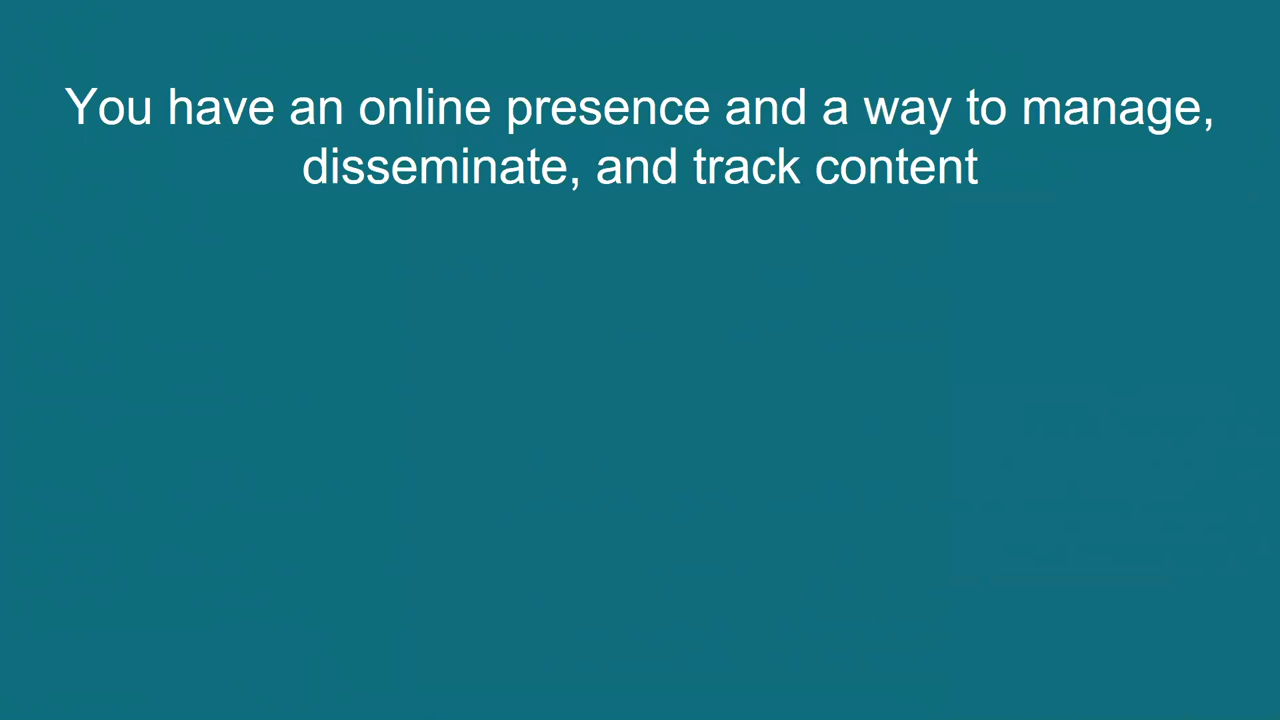 You have an online presence and a way to manage,
disseminate, and track content